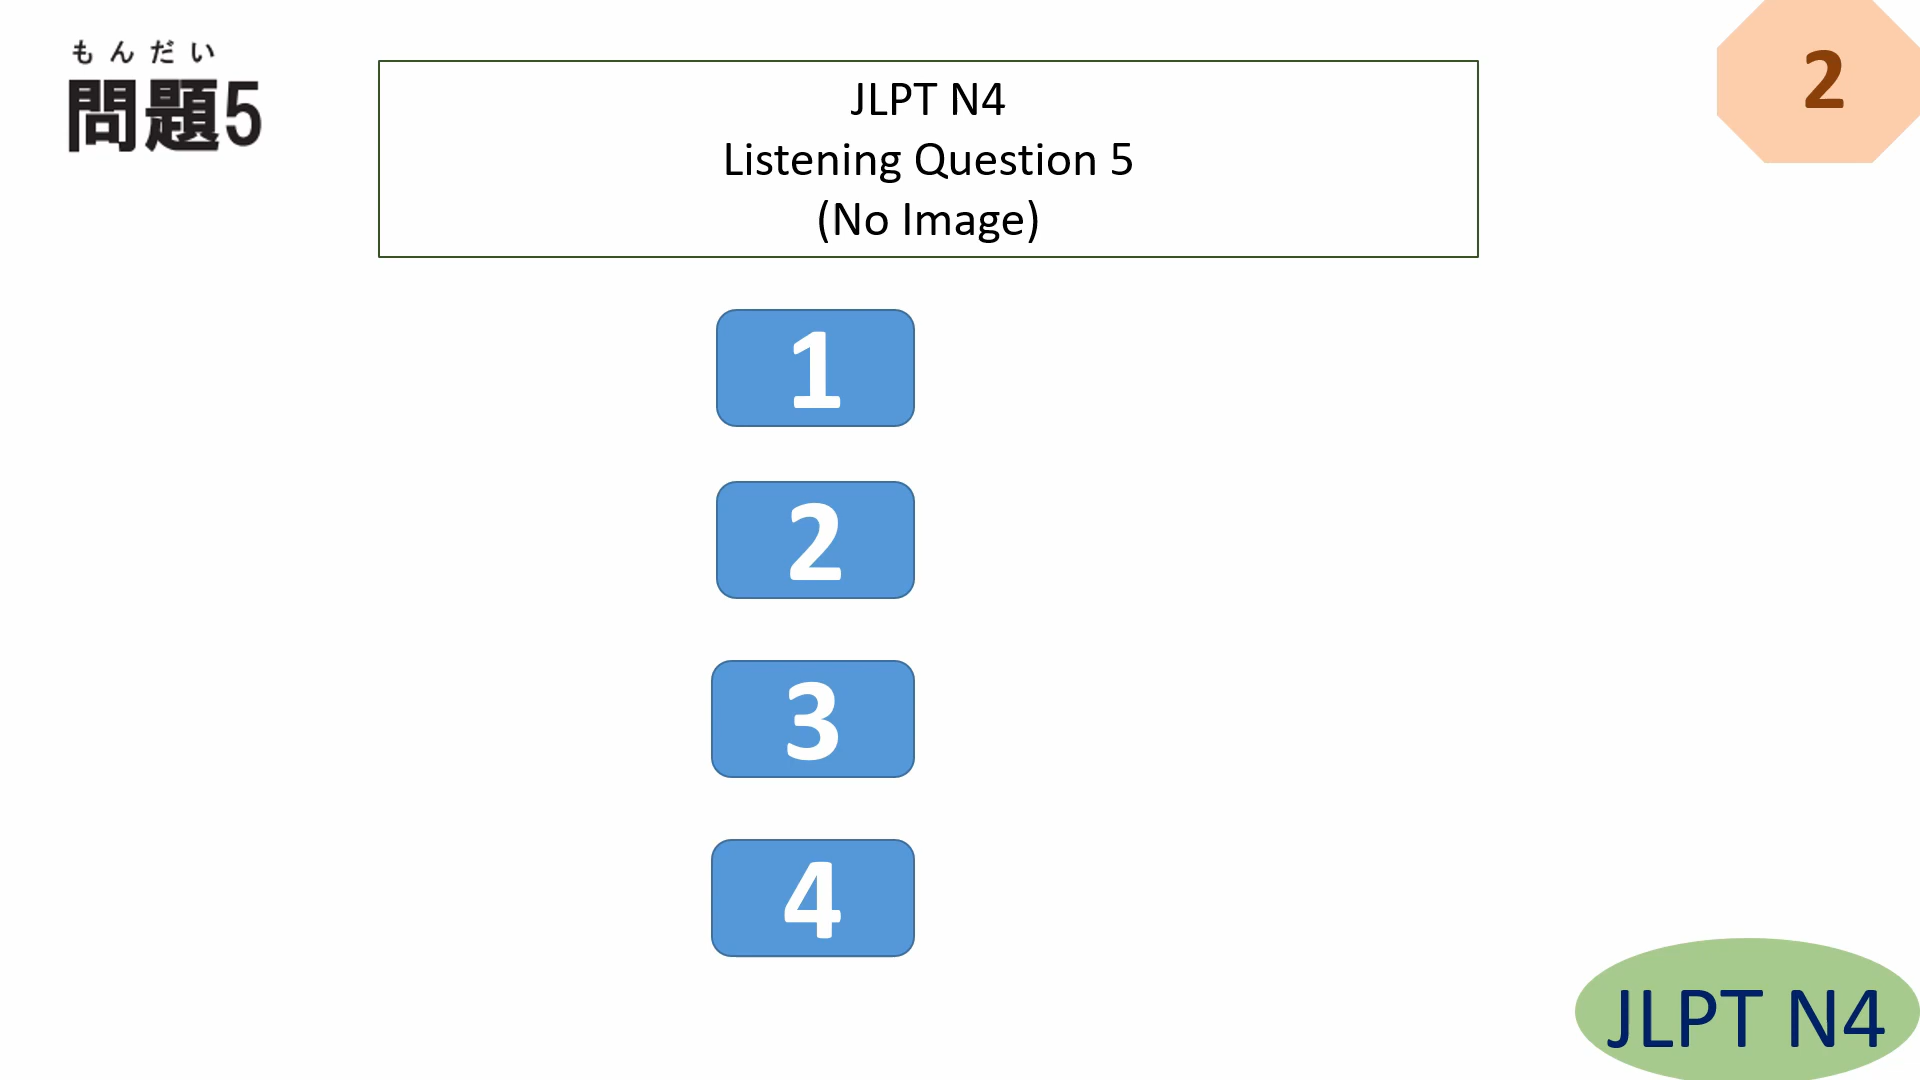 もんだい
問題5
JLPT N4
Listening Question 5
(No Image)
2
1
2
3
4
JLPT N4